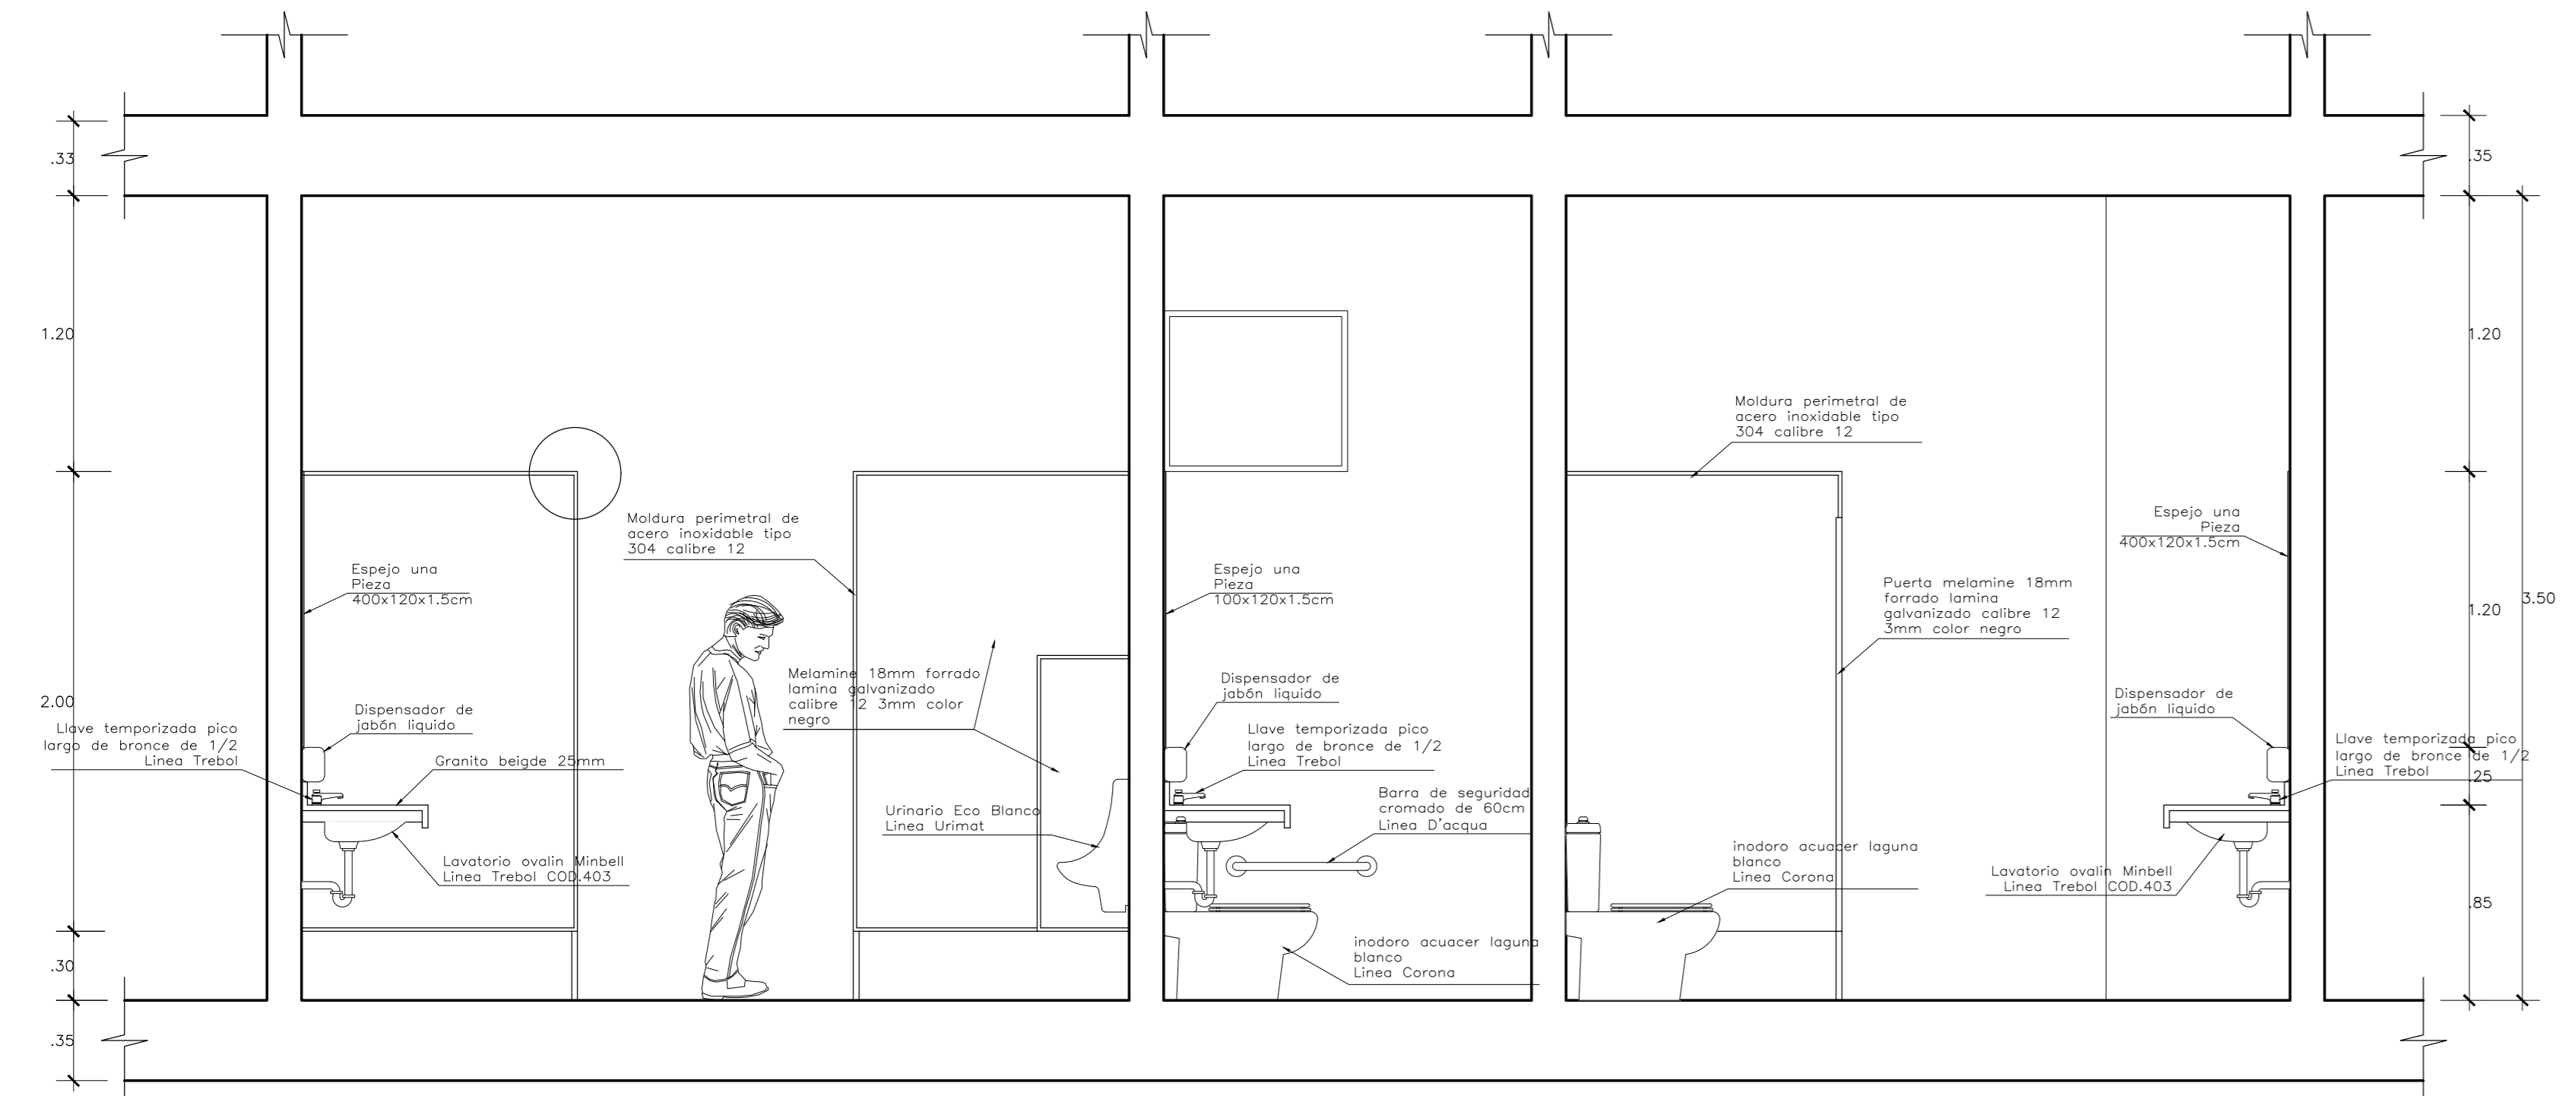 .33
.35
1.20
1.20
Moldura perimetral de
acero inoxidable tipo
304 calibre 12
Moldura perimetral de
acero inoxidable tipo
304 calibre 12
Espejo una
Pieza
400x120x1.5cm
Espejo una
Pieza
400x120x1.5cm
Espejo una
Pieza
100x120x1.5cm
Puerta melamine 18mm
forrado lamina
galvanizado calibre 12
3mm color negro
1.20
3.50
Melamine 18mm forrado
lamina galvanizado
calibre 12 3mm color
negro
2.00
Dispensador de
jabón liquido
Llave temporizada pico
largo de bronce de 1/2
Linea Trebol
Granito beigde 25mm
Dispensador de
jabón liquido
Llave temporizada pico
largo de bronce de 1/2
Linea Trebol
Dispensador de
jabón liquido
Llave temporizada pico
largo de bronce de 1/2
Linea Trebol
.25
Urinario Eco Blanco
Linea Urimat
Barra de seguridad
cromado de 60cm
Linea D'acqua
Lavatorio ovalin Minbell
Linea Trebol COD.403
inodoro acuacer laguna
blanco
Linea Corona
Lavatorio ovalin Minbell
Linea Trebol COD.403
.85
inodoro acuacer laguna
blanco
Linea Corona
.30
.35